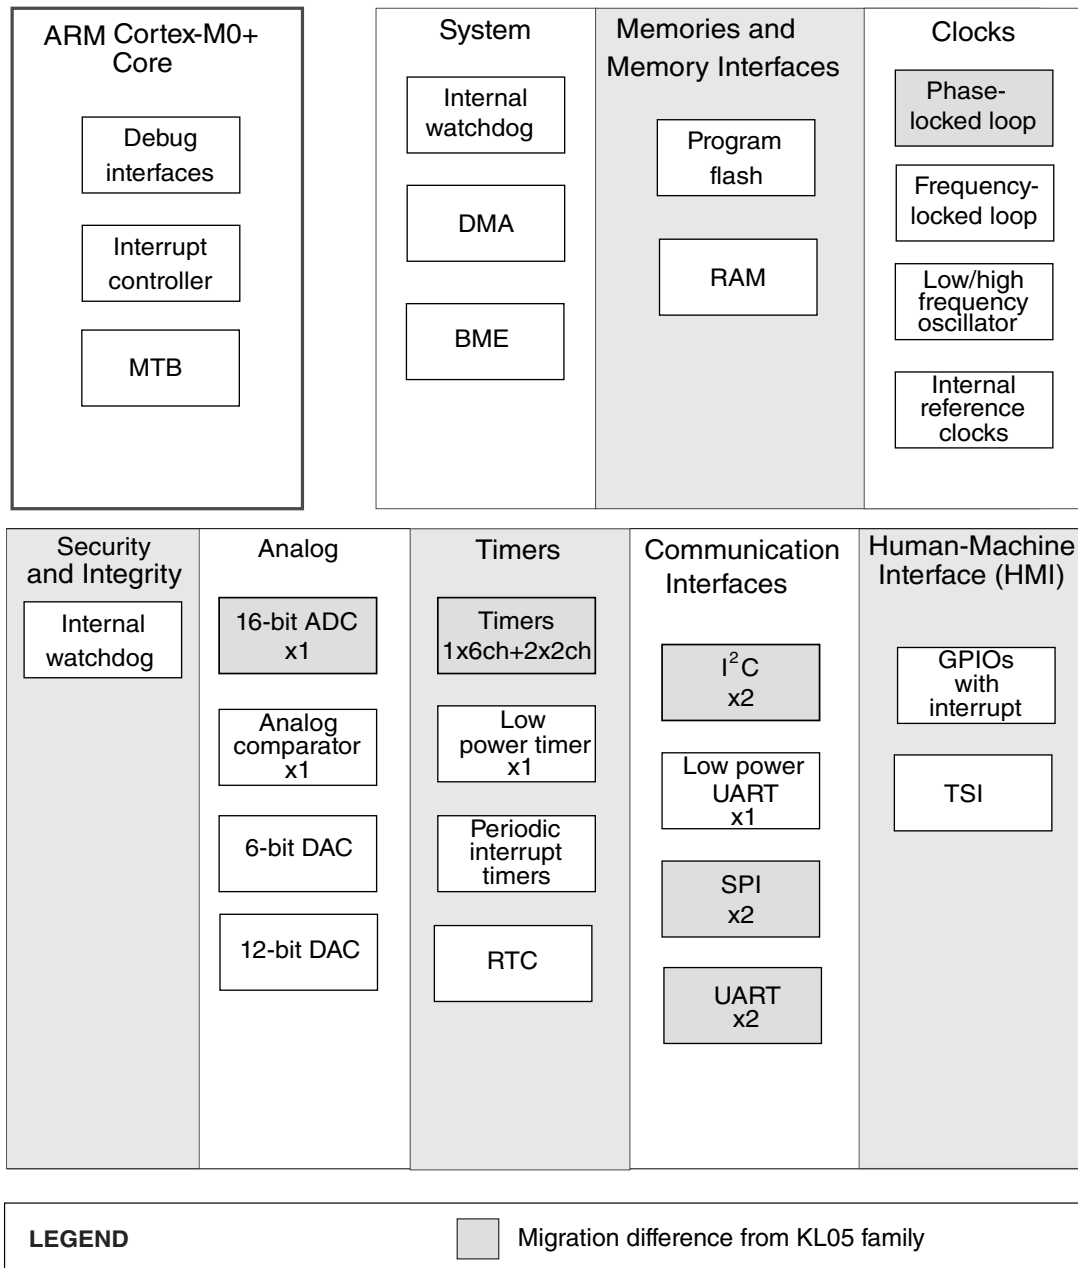 ARM Cortex-M0+
Core
Debug
interfaces
Interrupt
controller
MTB
System
Internal
watchdog
DMA
BME
Memories and
Memory Interfaces
Program
flash
RAM
Clocks
Phase-
locked loop
Frequency-
locked loop
Low/high
frequency
oscillator
Internal
reference
clocks
Security
and Integrity
Internal
watchdog
Analog
16-bit ADC
x1
Analog
comparator
x1
6-bit DAC
12-bit DAC
Timers
Timers
1x6ch+2x2ch
Low
power timer
x1
Periodic
interrupt
timers
RTC
Communication
Interfaces
I²C
x2
Low power
UART
x1
SPI
x2
UART
x2
Human-Machine
Interface (HMI)
GPIOs
with
interrupt
TSI
LEGEND
Migration difference from KL05 family